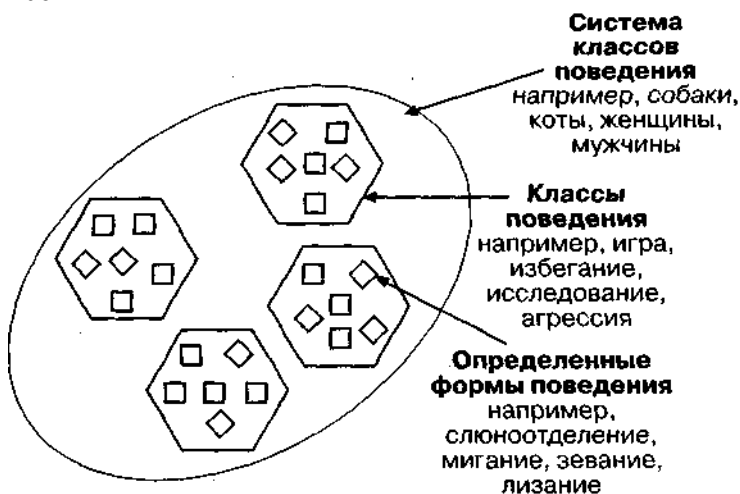 Система
классов
поведения
например, собаки,
коты, женщины,
мужчины
Классы
поведения
например, игра,
избегание,
исследование,
агрессия
Определенные
формы поведения
например,
слюноотделение,
мигание, зевание,
лизание